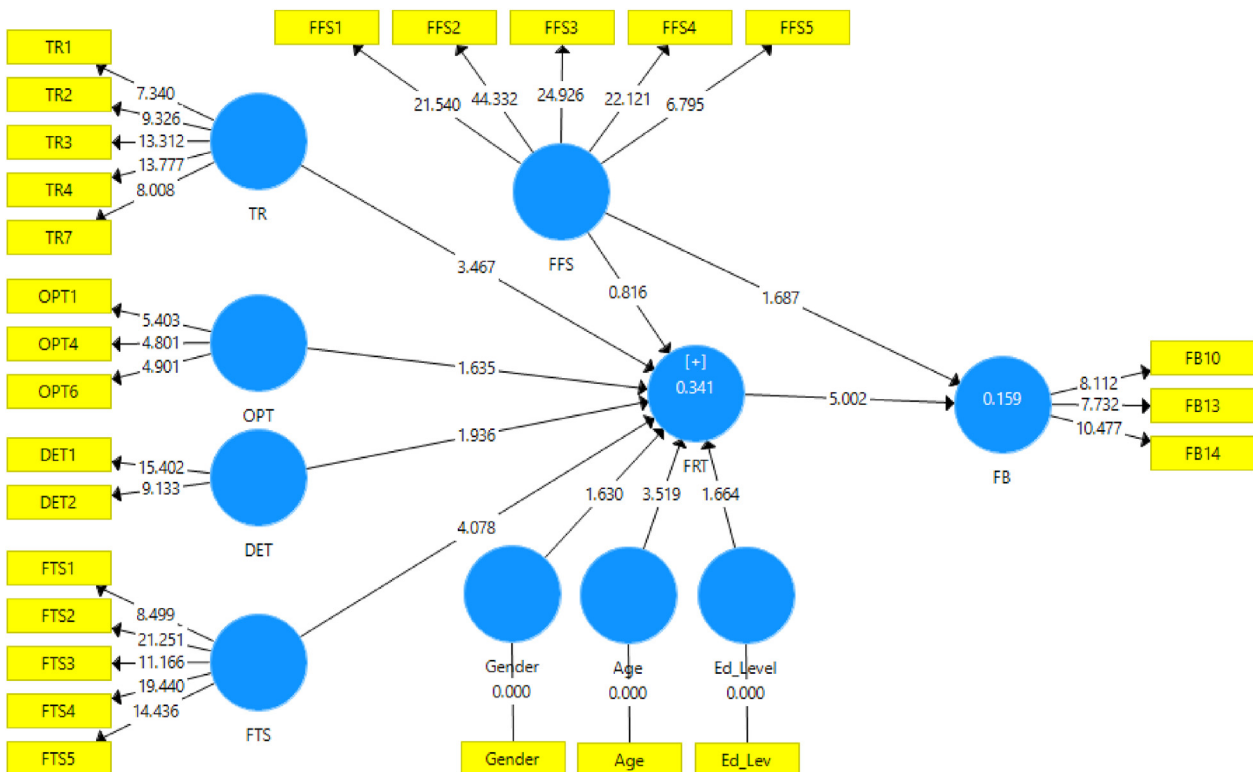 FFS1 FFS2 FFS3 FFS4 FFS5
21.540 44.332 24.926 22.121 6.795
FFS
TR1
TR2
TR3
TR4
TR7
7.340
9.326
13.312
13.777
8.008
TR
3.467
0.816
1.687
OPT1
OPT4
OPT6
5.403
4.801
4.901
OPT
1.635
[+]
0.341
FRT
5.002
0.159
FB
8.112
7.732
10.477
FB10
FB13
FB14
DET1
DET2
15.402
9.133
DET
1.936
4.078
1.630 3.519 1.664
FTS1
FTS2
FTS3
FTS4
FTS5
8.499
21.251
11.166
19.440
14.436
FTS
Gender Age Ed_Level
0.000 0.000 0.000
Gender Age Ed_Lev